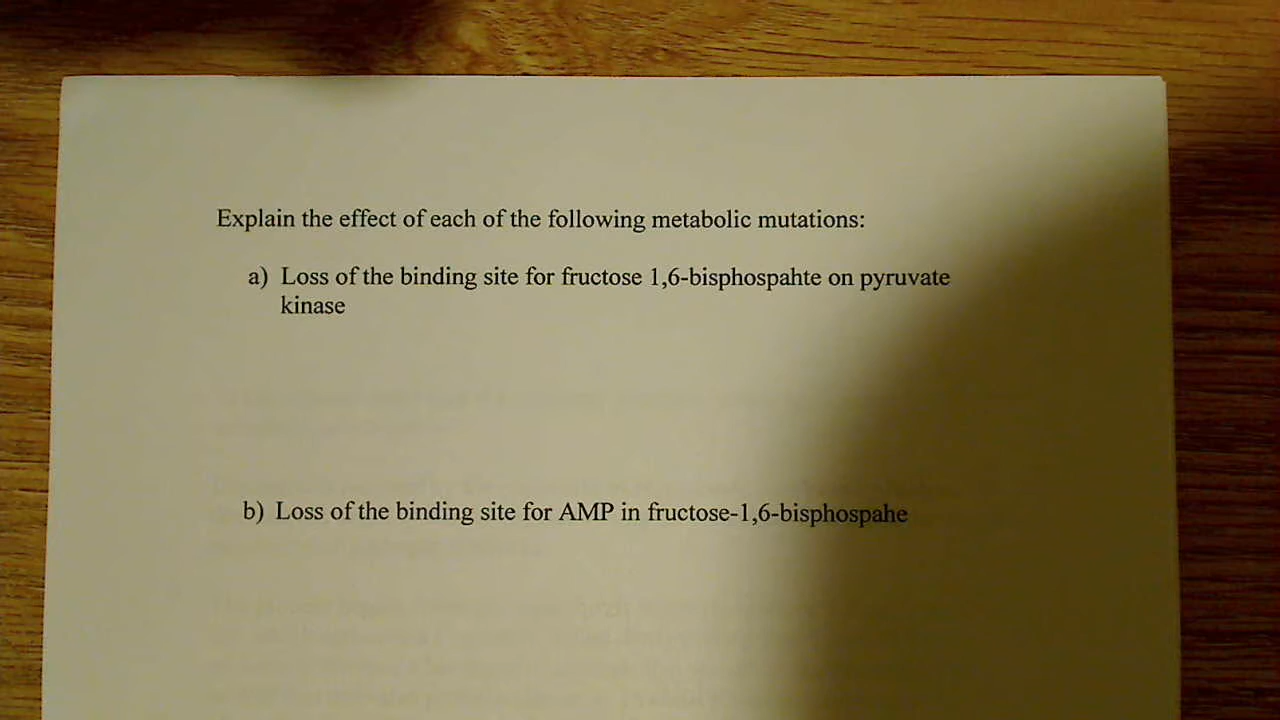 Explain the effect of each of the following metabolic mutations:
a) Loss of the binding site for fructose 1,6-bisphospahte on pyruvate
kinase
b) Loss of the binding site for AMP in fructose-1,6-bisphospahe